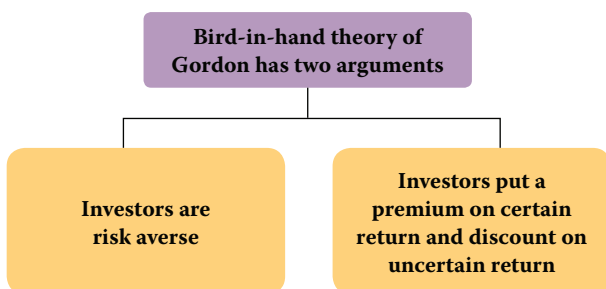 Bird-in-hand theory of
Gordon has two arguments
Investors are
risk averse
Investors put a
premium on certain
return and discount on
uncertain return